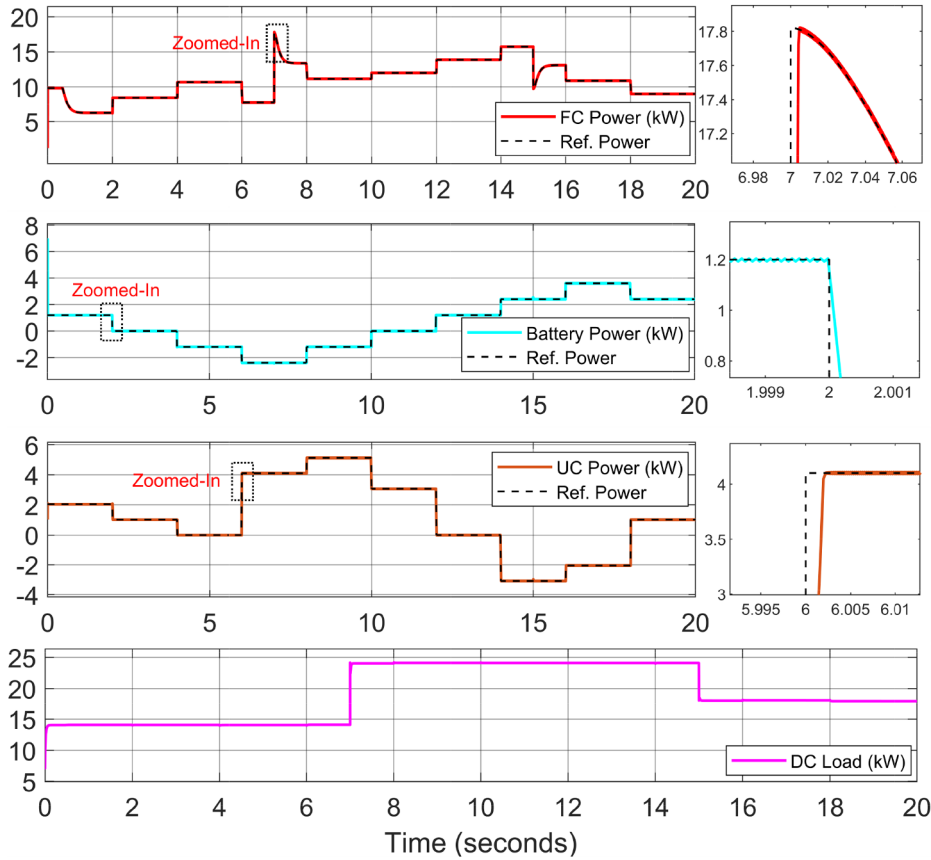 20
15
10
5
Zoomed-In
FC Power (kW)
Ref. Power
0 2 4 6 8 10 12 14 16 18 20
17.8
17.6
17.4
17.2
6.98 7 7.02 7.04 7.06
8
6
4
2
0
-2
Zoomed-In
Battery Power (kW)
Ref. Power
0 5 10 15 20
1.2
1
0.8
1.999 2 2.001
6
4
2
0
-2
-4
Zoomed-In
UC Power (kW)
Ref. Power
0 5 10 15 20
4
3.5
3
5.995 6 6.005 6.01
25
20
15
10
5
DC Load (kW)
0 2 4 6 8 10 12 14 16 18 20
Time (seconds)